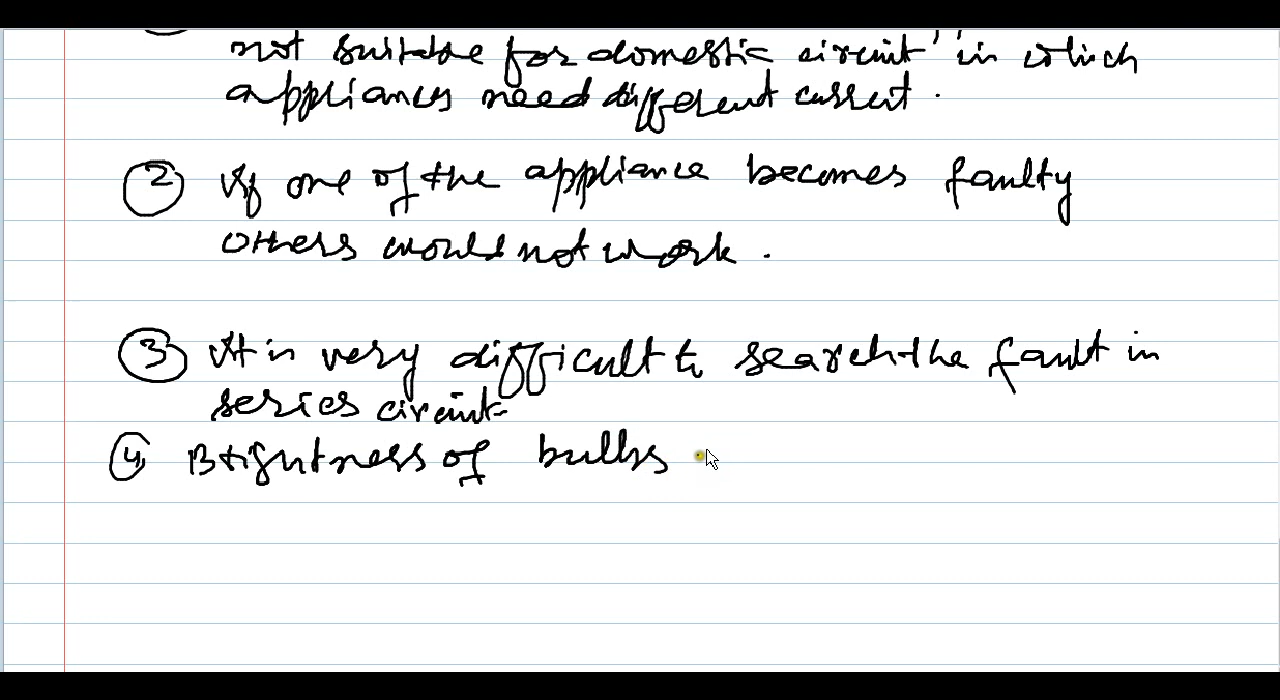 not suitable for domestic circuit in which
appliances need different current.
② If one of the appliance becomes faulty
others would not work.
③ It is very difficult to search the fault in
series circuit
④ Brightness of bulbs